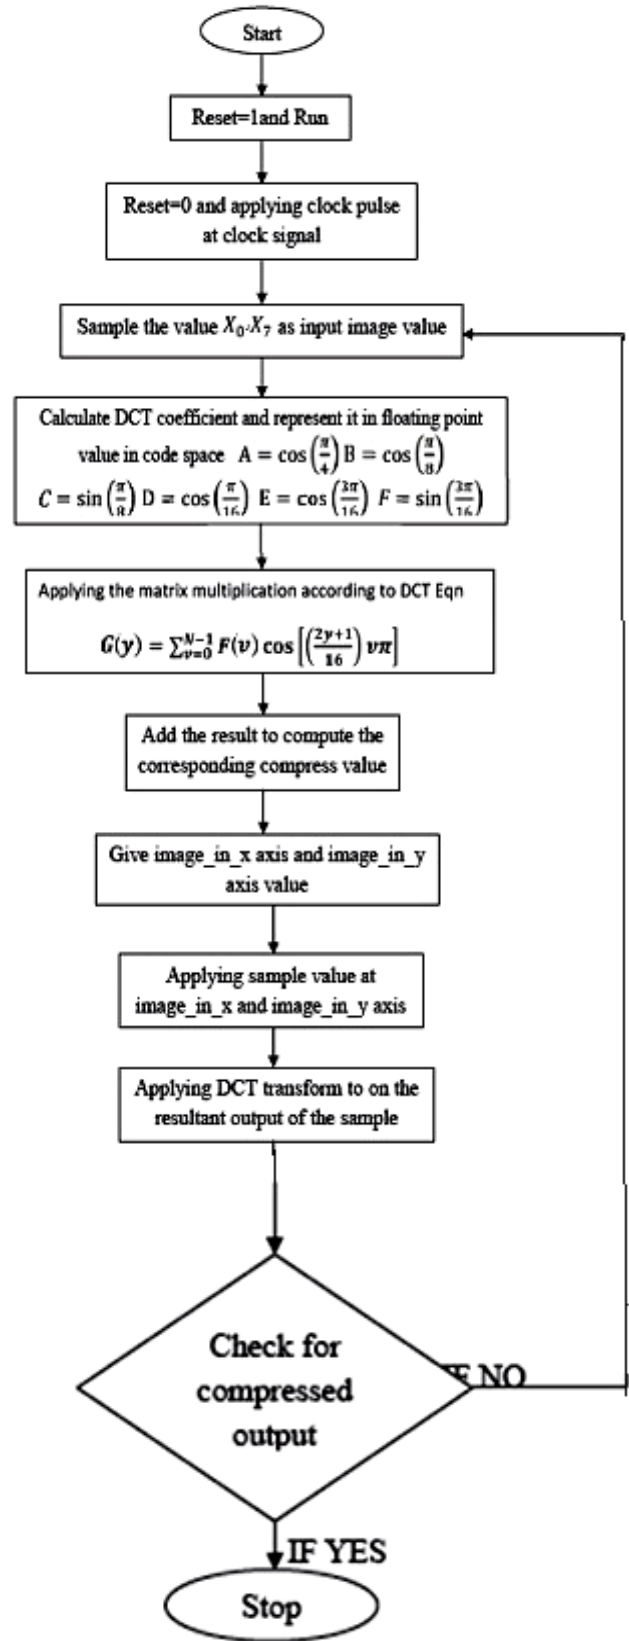 Start
Reset=1and Run
Reset=0 and applying clock pulse
at clock signal
Sample the value X₀,X₇ as input image value
Calculate DCT coefficient and represent it in floating point
value in code space A = cos(π/4) B = cos(π/8)
C = sin(π/8) D = cos(π/16) E = cos(3π/16) F = sin(3π/16)
Applying the matrix multiplication according to DCT Eqn
G(y) = ∑_{v=0}^{N−1} F(v) cos[((2y+1)/16) vπ]
Add the result to compute the
corresponding compress value
Give image_in_x axis and image_in_y
axis value
Applying sample value at
image_in_x and image_in_y axis
Applying DCT transform to on the
resultant output of the sample
Check for
compressed
output
IF NO
IF YES
Stop